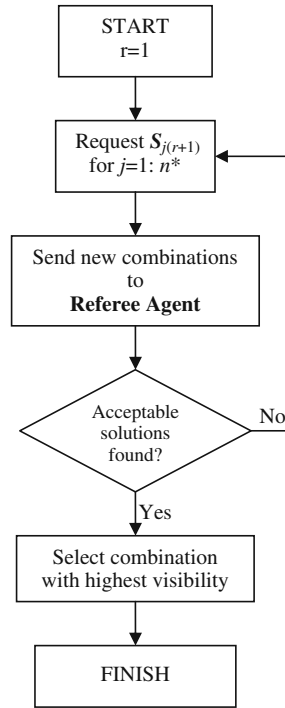 START
r=1
Request S_{j(r+1)}
for j=1: n*
Send new combinations
to
Referee Agent
Acceptable
solutions
found?
No
Yes
Select combination
with highest visibility
FINISH